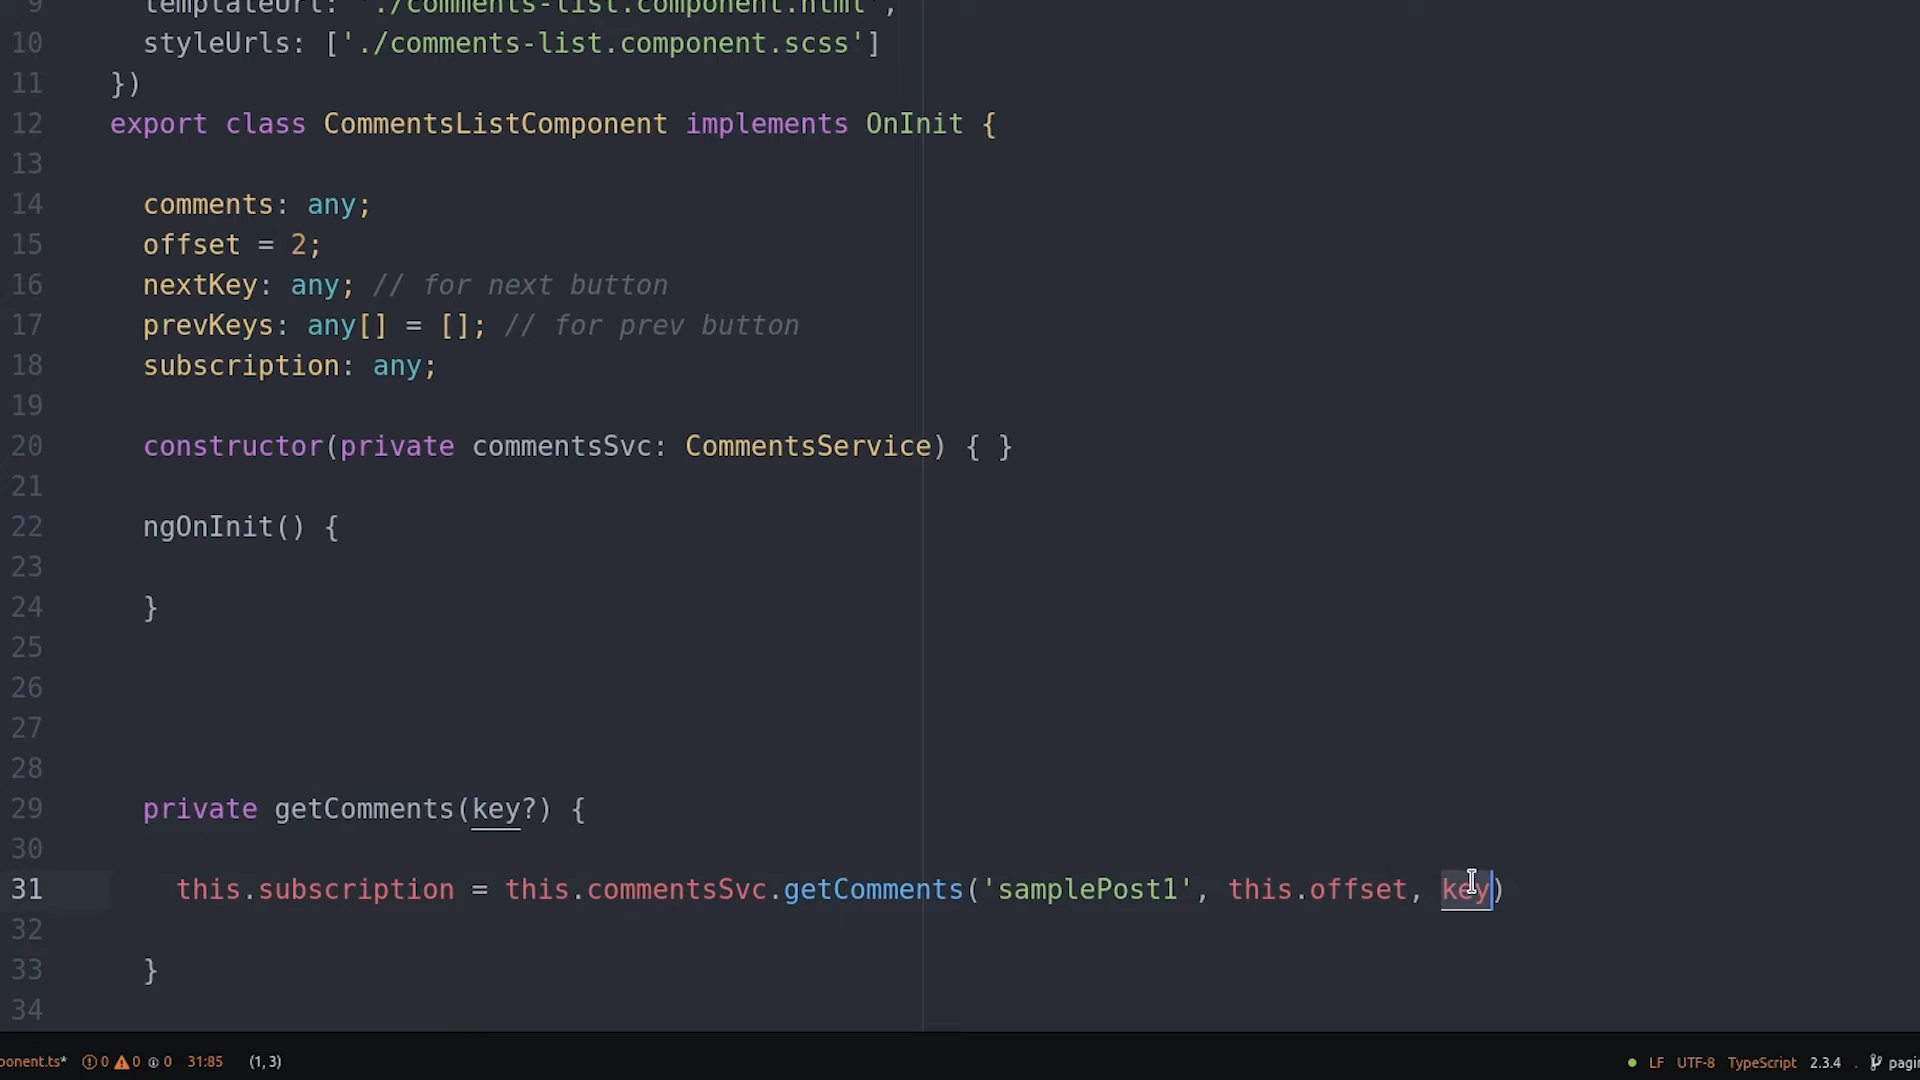 9 templateUrl: './comments-list.component.html',
10 styleUrls: ['./comments-list.component.scss']
11 })
12 export class CommentsListComponent implements OnInit {
13
14 comments: any;
15 offset = 2;
16 nextKey: any; // for next button
17 prevKeys: any[] = []; // for prev button
18 subscription: any;
19
20 constructor(private commentsSvc: CommentsService) { }
21
22 ngOnInit() {
23
24 }
25
26
27
28
29 private getComments(key?) {
30
31 this.subscription = this.commentsSvc.getComments('samplePost1', this.offset, key)
32
33 }
34
ponent.ts* 0 0 0 31:85 (1, 3) LF UTF-8 TypeScript 2.3.4 . pagin